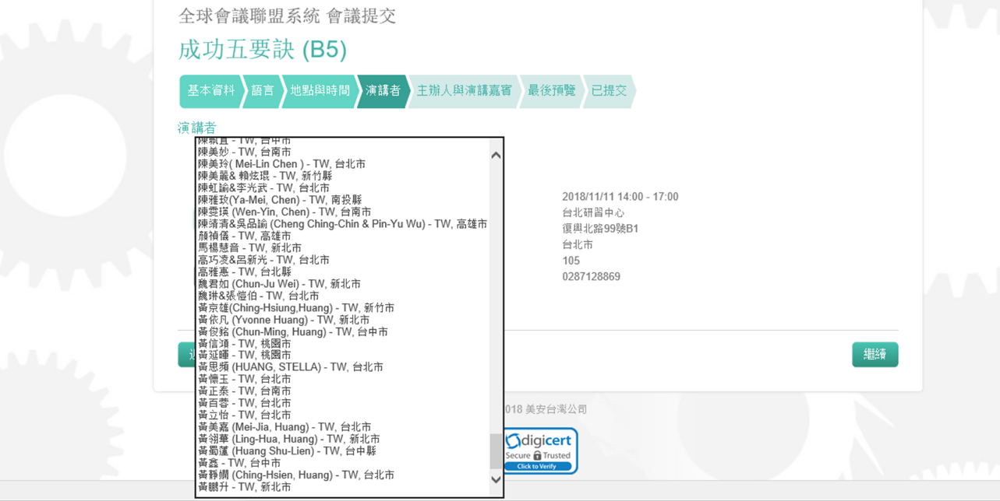 全球會議聯盟系統 會議提交
成功五要訣 (B5)
基本資料 語言 地點與時間 演講者 主辦人與演講嘉賓 最後預覽 已提交
演講者
陳珮宜 - TW, 台中市
陳美妙 - TW, 台南市
陳美玲( Mei-Lin Chen ) - TW, 台北市
陳美麗& 賴炫琨 - TW, 新竹縣
陳虹諭&李光武 - TW, 台北市
陳雅玫(Ya-Mei, Chen) - TW, 南投縣
陳雯瑛 (Wen-Yin, Chen) - TW, 台南市
陳靖清&吳品諭 (Cheng Ching-Chin & Pin-Yu Wu) - TW, 高雄市
顏禎儀 - TW, 高雄市
馬楊慧音 - TW, 新北市
高巧凌&呂新光 - TW, 台北市
高雅惠 - TW, 台北縣
魏君如 (Chun-Ju Wei) - TW, 新北市
魏琳&張愷伯 - TW, 台北市
黃京雄(Ching-Hsiung,Huang) - TW, 新竹市
黃依凡 (Yvonne Huang) - TW, 新北市
黃俊銘 (Chun-Ming, Huang) - TW, 台中市
黃信鴻 - TW, 桃園市
黃延暉 - TW, 桃園市
黃思頻 (HUANG, STELLA) - TW, 台北市
黃懷玉 - TW, 台北市
黃正泰 - TW, 台南市
黃百蓉 - TW, 台北市
黃立怡 - TW, 台北市
黃美嘉 (Mei-Jia, Huang) - TW, 台北市
黃翎華 (Ling-Hua, Huang) - TW, 新北市
黃蜀蓮 (Huang Shu-Lien) - TW, 台中縣
黃鑫 - TW, 台中市
黃靜嫻 (Ching-Hsien, Huang) - TW, 台北市
黃鵬升 - TW, 新北市
2018/11/11 14:00 - 17:00
台北研習中心
復興北路99號B1
台北市
105
0287128869
繼續
018 美安台灣公司
digicert
Secure Trusted
Click to Verify